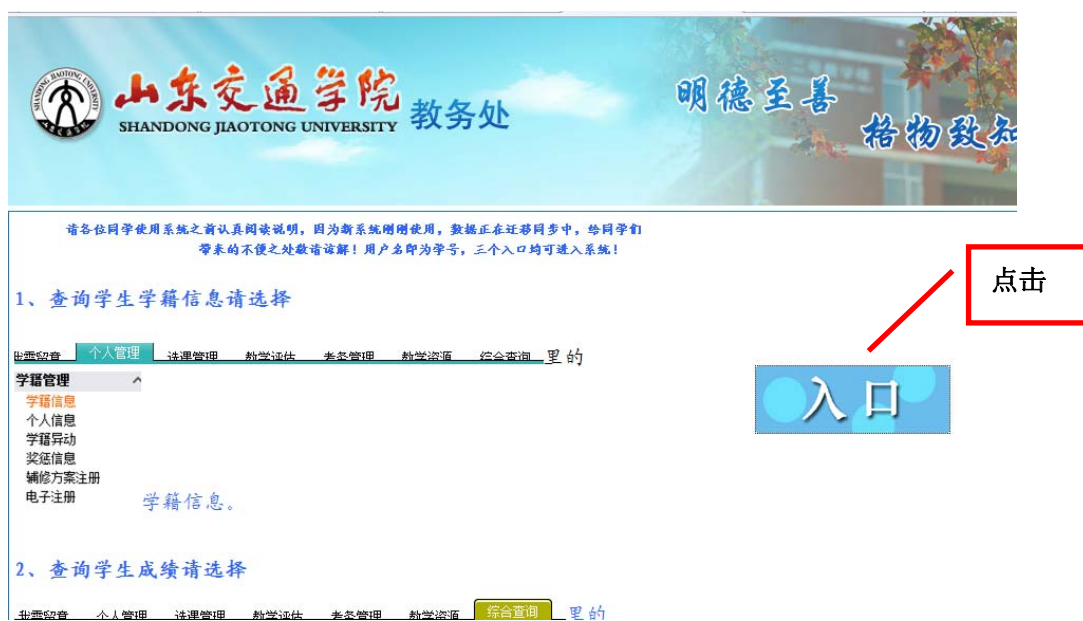 山东交通学院
SHANDONG JIAOTONG UNIVERSITY
教务处
明德至善
格物致知
请各位同学使用系统之前认真阅读说明，因为新系统刚刚使用，数据正在迁移同步中，给同学们
带来的不便之处敬请谅解！用户名即为学号，三个入口均可进入系统！
点击
1、查询学生学籍信息请选择
个人管理 选课管理 教学评估 考务管理 教学资源 综合查询 里的
学籍管理
学籍信息
个人信息
学籍异动
奖惩信息
辅修方案注册
电子注册
学籍信息。
入口
2、查询学生成绩请选择
个人管理 选课管理 教学评估 考务管理 教学资源 综合查询 里的